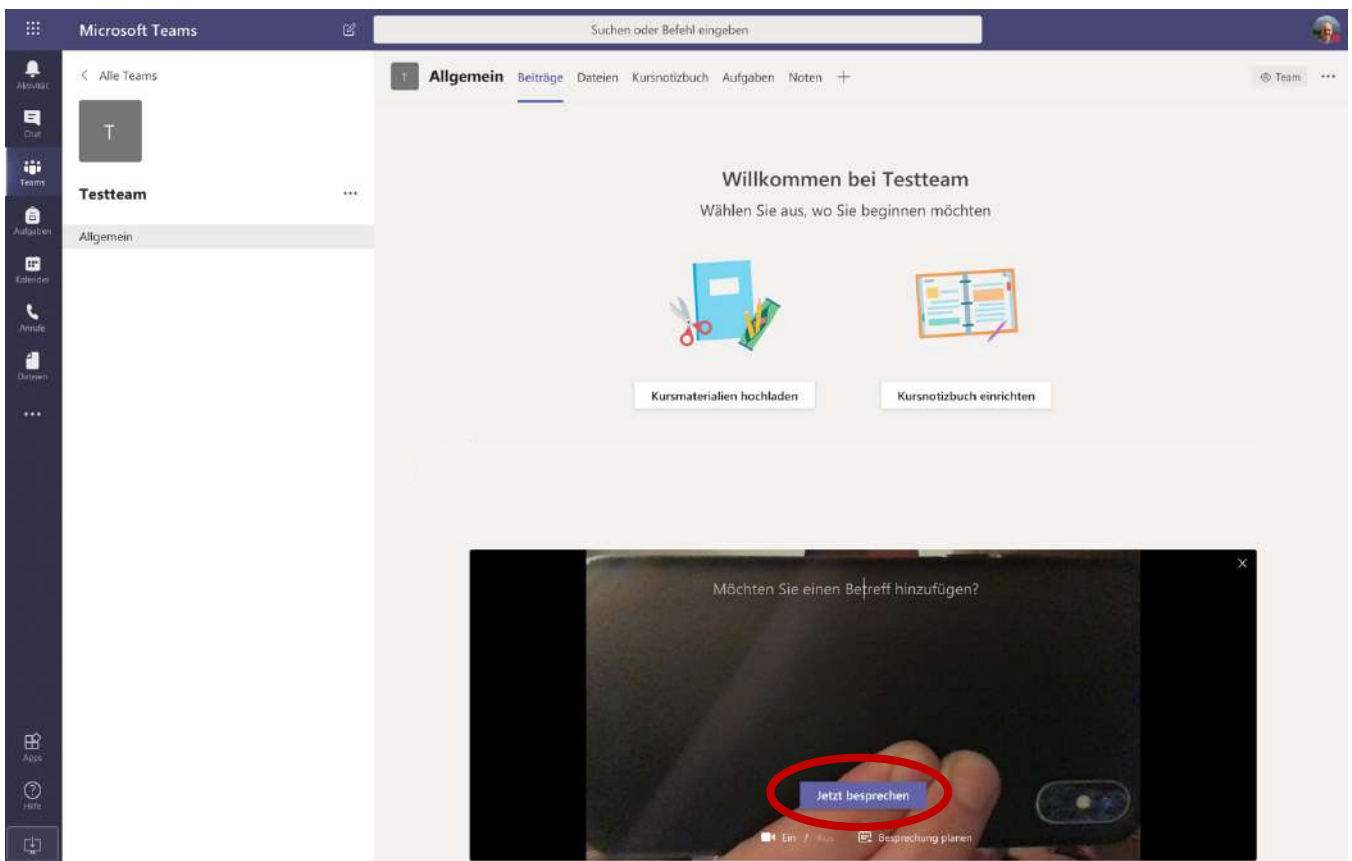 Microsoft Teams
Suchen oder Befehl eingeben
Aktivität
Chat
Teams
Aufgaben
Kalender
Anrufe
Dateien
Apps
Hilfe
Alle Teams
T
Testteam
Allgemein
T
Allgemein Beiträge Dateien Kursnotizbuch Aufgaben Noten
Team
Willkommen bei Testteam
Wählen Sie aus, wo Sie beginnen möchten
Kursmaterialien hochladen
Kursnotizbuch einrichten
Möchten Sie einen Betreff hinzufügen?
Jetzt besprechen
Ein / Aus
Besprechung planen